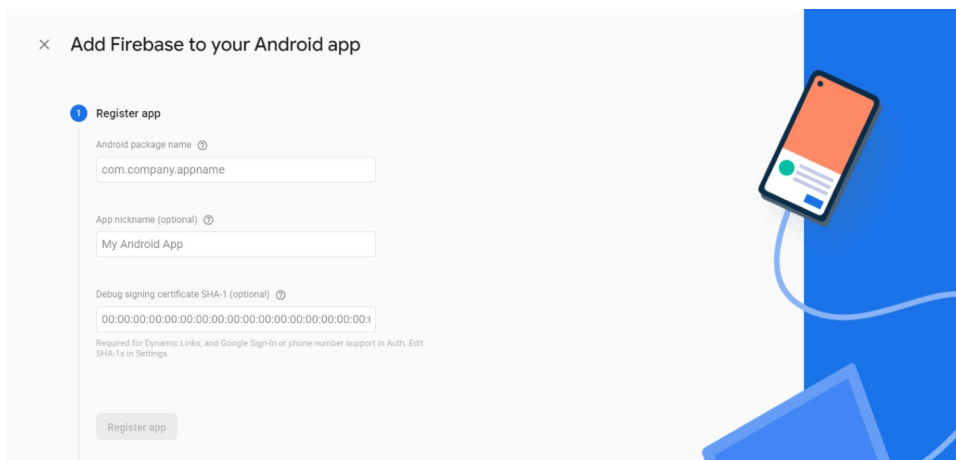 Add Firebase to your Android app
1 Register app
Android package name ?
com.company.appname
App nickname (optional) ?
My Android App
Debug signing certificate SHA-1 (optional) ?
00:00:00:00:00:00:00:00:00:00:00:00:00:00:00:00:00:
Required for Dynamic Links, and Google Sign-In or phone number support in Auth. Edit
SHA-1s in Settings.
Register app